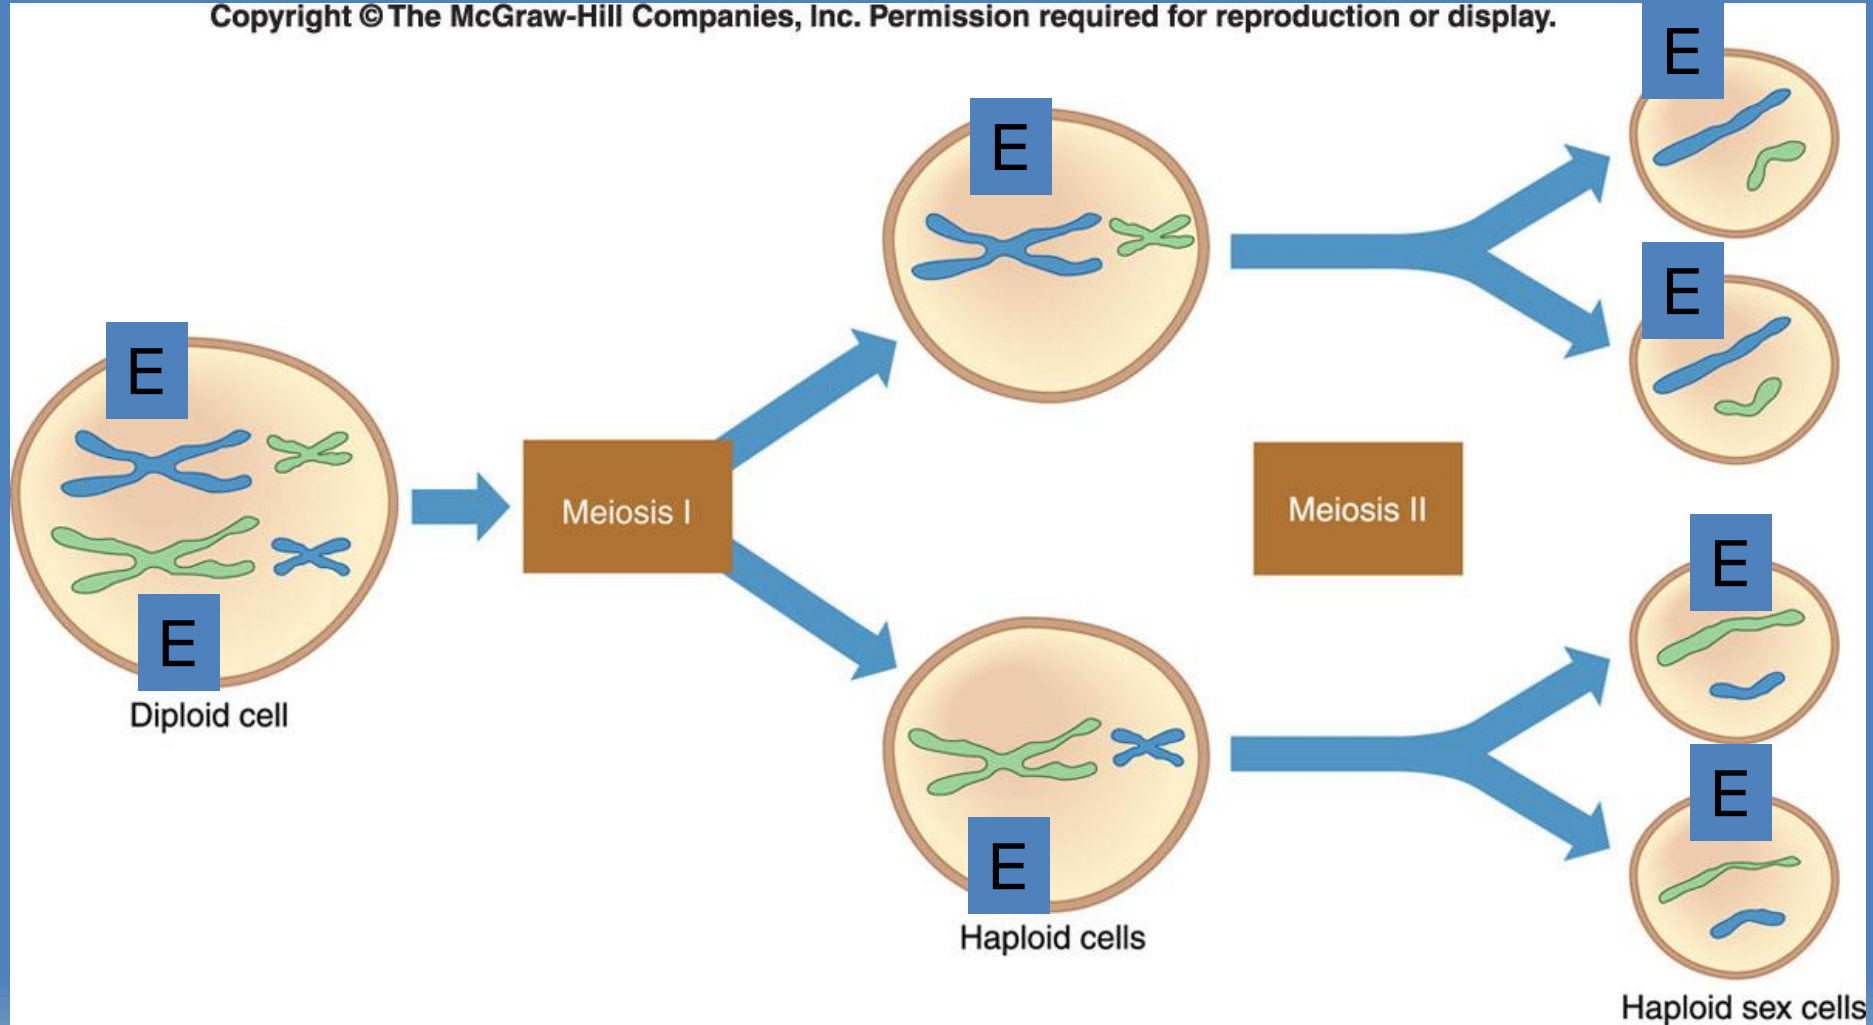 Copyright © The McGraw-Hill Companies, Inc. Permission required for reproduction or display.
E
E
E
E
E
Meiosis I
Meiosis II
E
E
Diploid cell
E
E
Haploid cells
Haploid sex cells